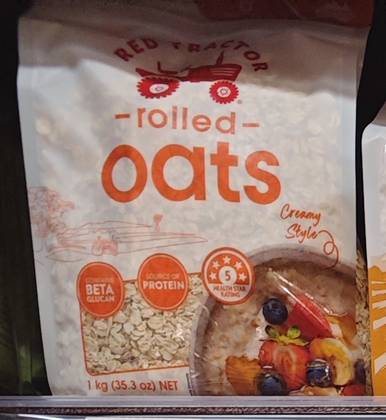 RED TRACTOR
-rolled-
oats
Creamy
Style
CONTAINS
BETA
GLUCAN
SOURCE OF
PROTEIN
5
HEALTH STAR
RATING
1 kg (35.3 oz) NET